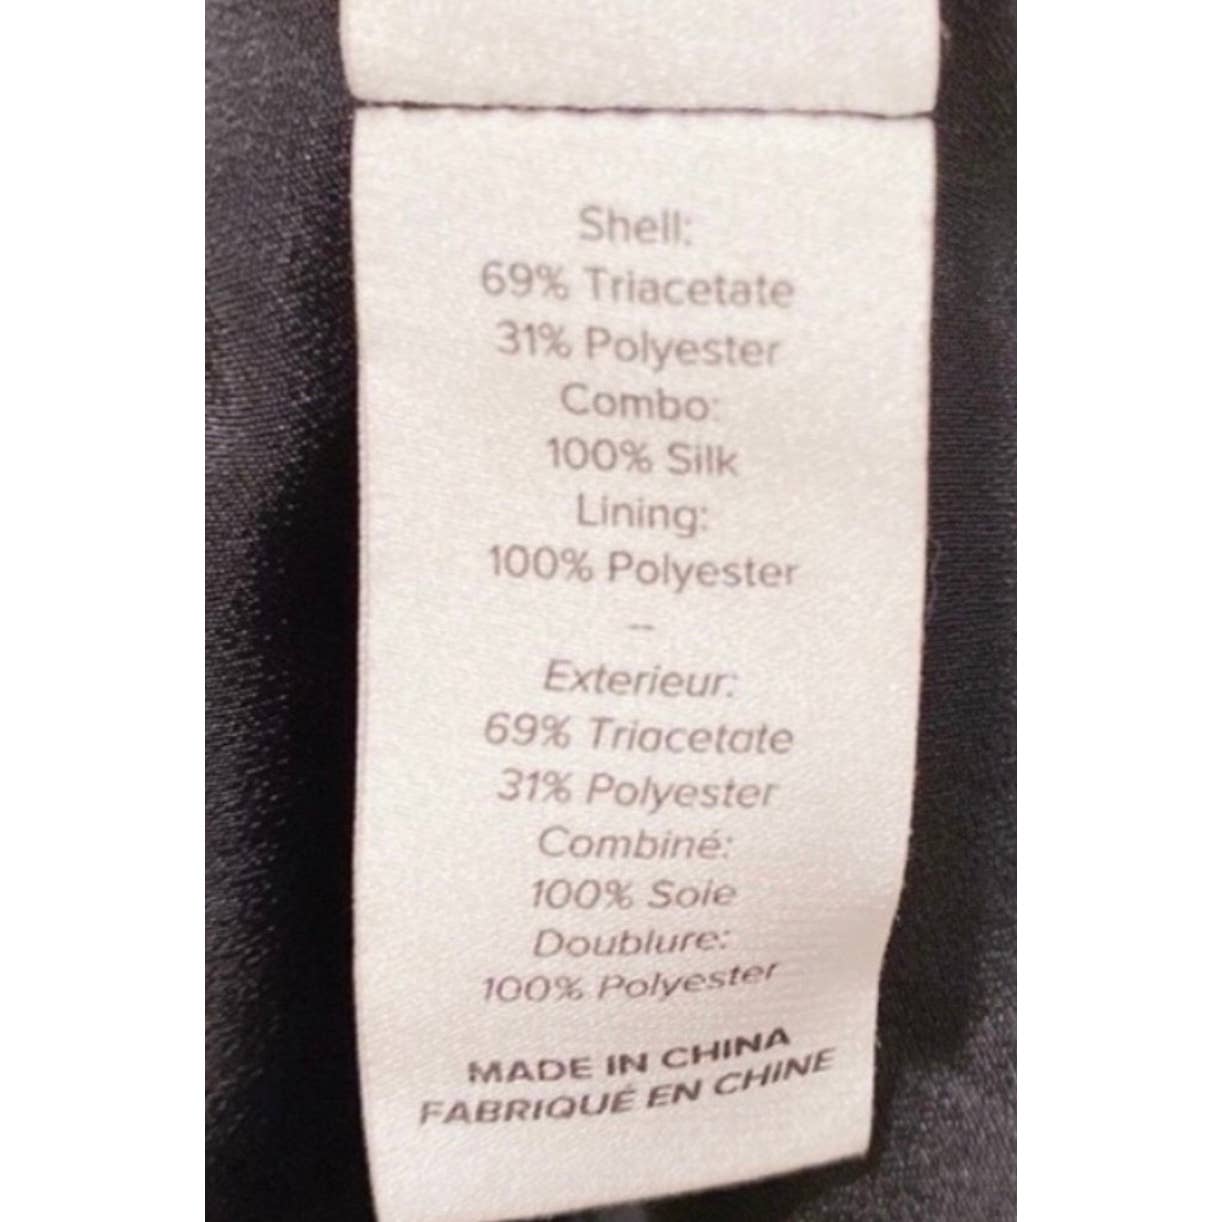 Shell:
69% Triacetate
31% Polyester
Combo:
100% Silk
Lining:
100% Polyester
–
Exterieur:
69% Triacetate
31% Polyester
Combiné:
100% Soie
Doublure:
100% Polyester
MADE IN CHINA
FABRIQUÉ EN CHINE